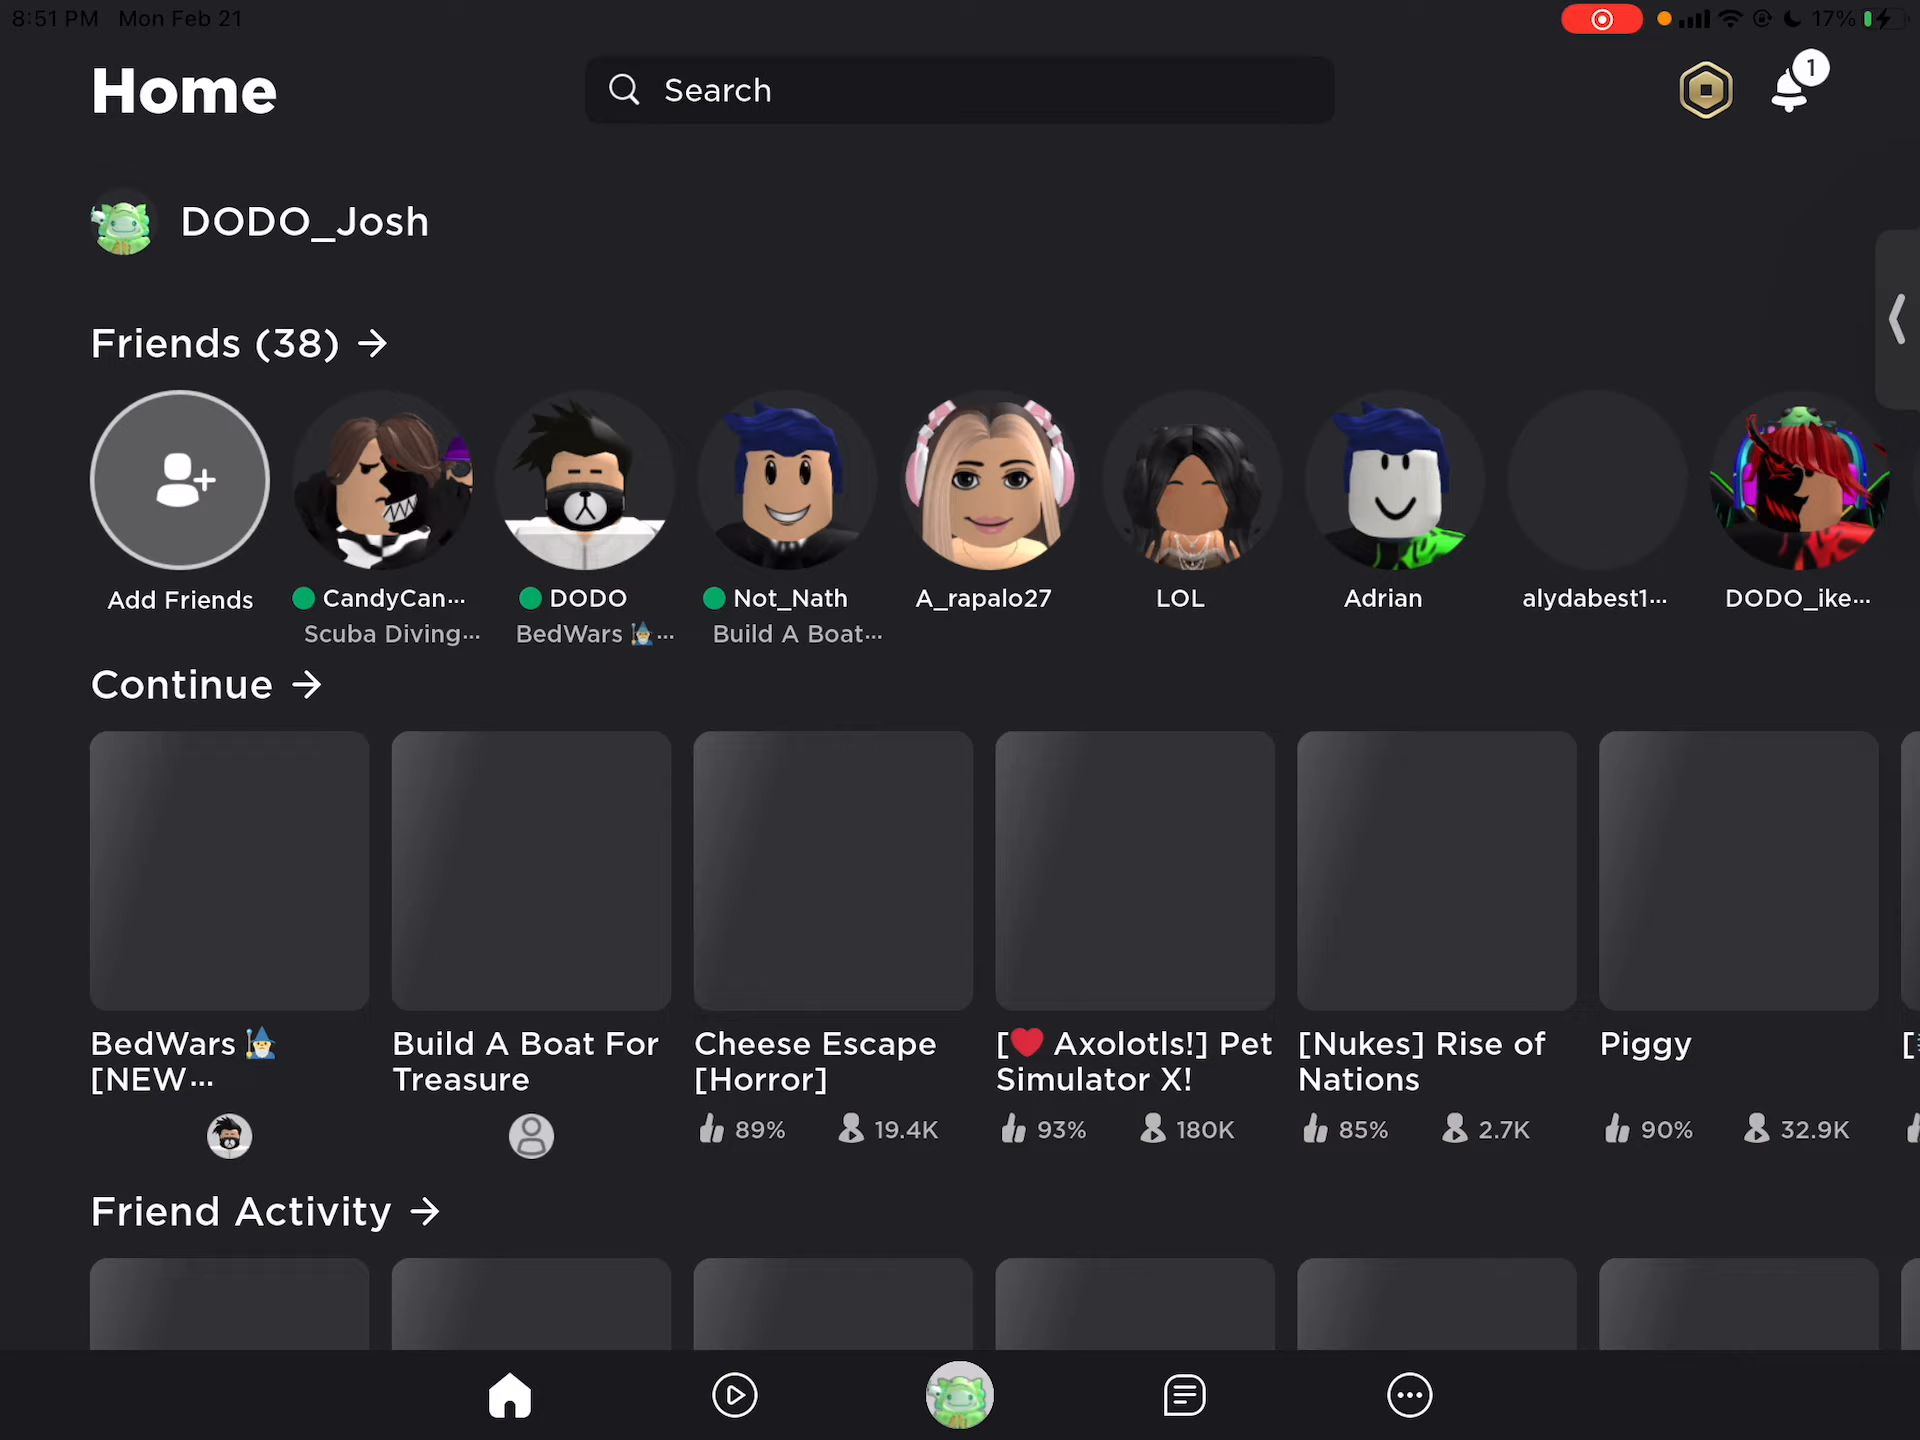 8:51 PM Mon Feb 21
17%
Home
Search
1
DODO_Josh
Friends (38) →
Add Friends
CandyCan...
Scuba Diving...
DODO
BedWars 🧙‍♂️...
Not_Nath
Build A Boat...
A_rapalo27
LOL
Adrian
alydabest1...
DODO_ike...
Continue →
BedWars 🧙‍♂️
[NEW...
Build A Boat For
Treasure
Cheese Escape
[Horror]
89% 19.4K
[❤️ Axolotls!] Pet
Simulator X!
93% 180K
[Nukes] Rise of
Nations
85% 2.7K
Piggy
90% 32.9K
[
Friend Activity →